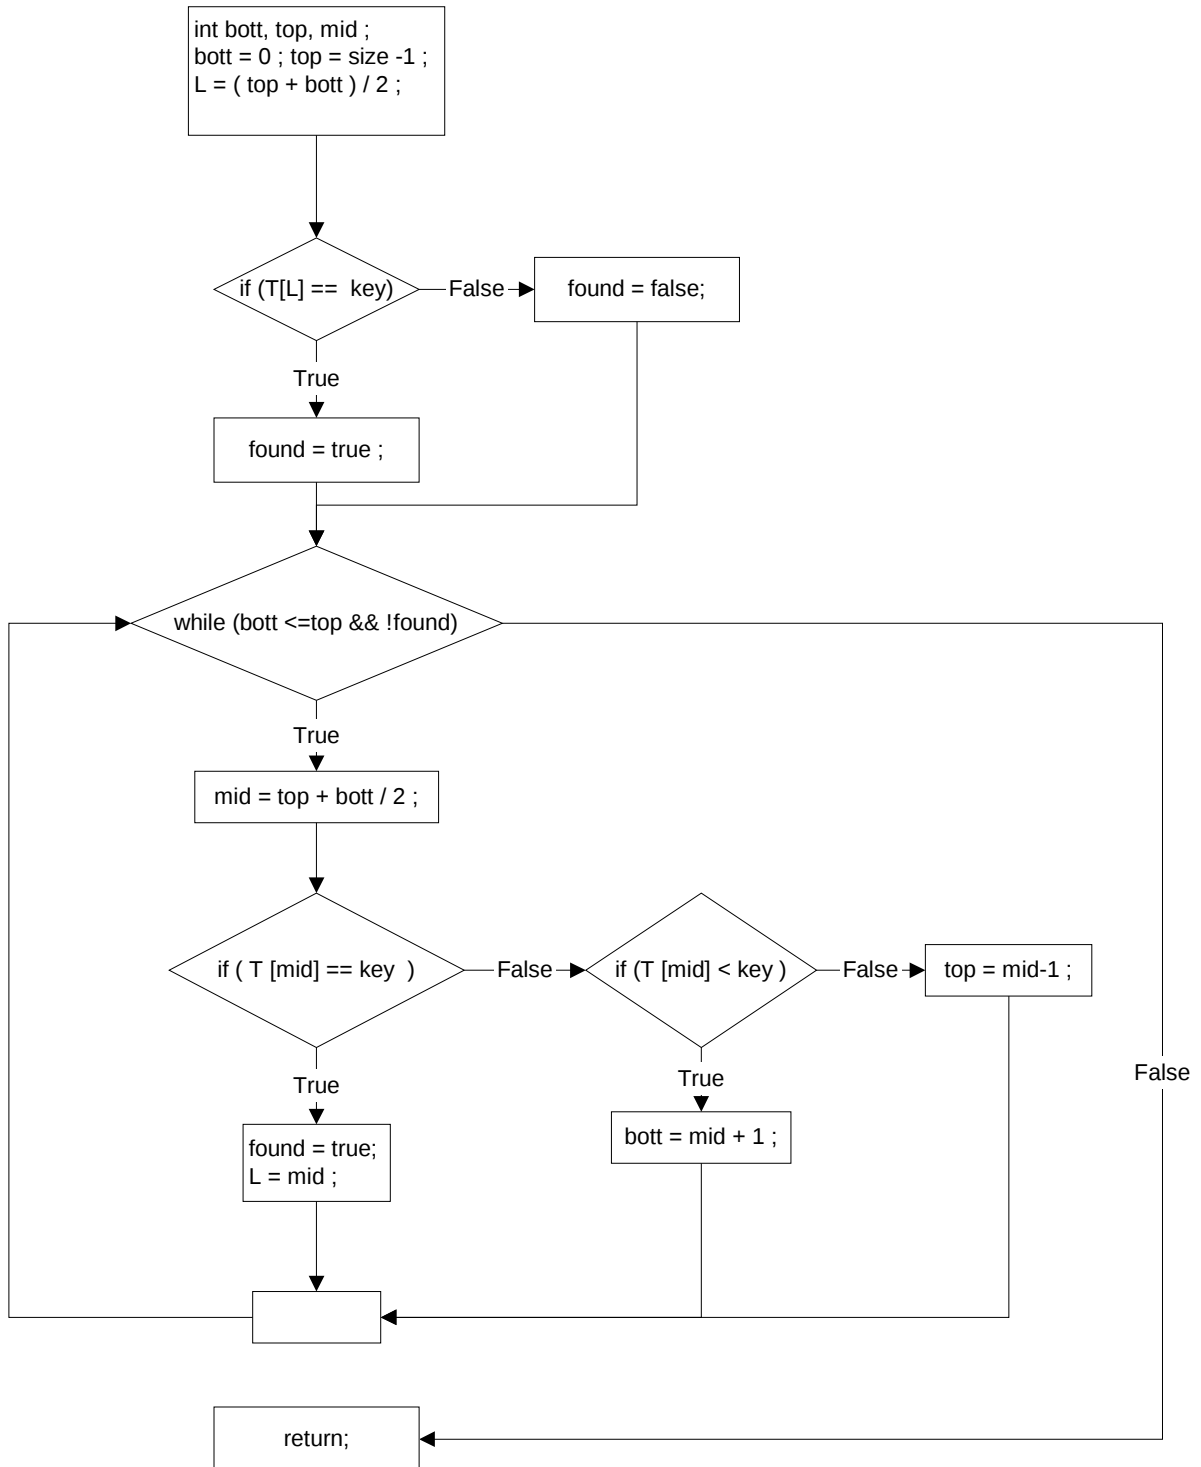 int bott, top, mid ;
bott = 0 ; top = size -1 ;
L = ( top + bott ) / 2 ;
if (T[L] == key)
False
found = false;
True
found = true ;
while (bott <=top && !found)
True
mid = top + bott / 2 ;
if ( T [mid] == key )
False
if (T [mid] < key )
False
top = mid-1 ;
True
True
False
found = true;
L = mid ;
bott = mid + 1 ;
return;